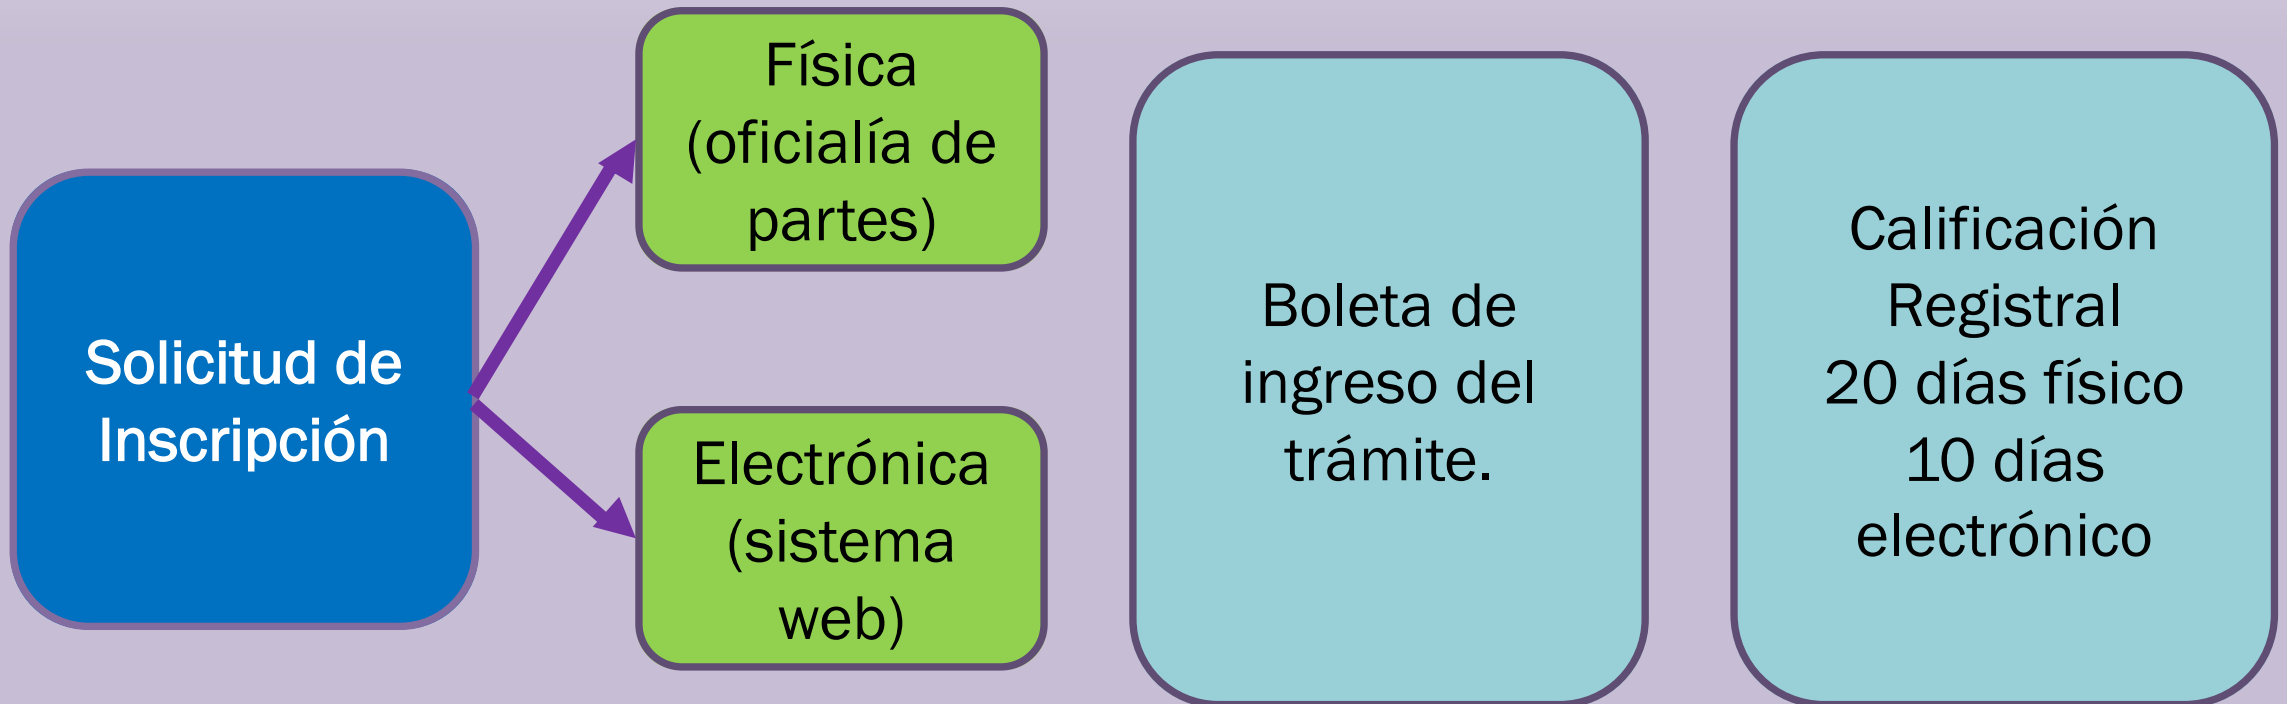 Solicitud de
Inscripción
Física
(oficialía de
partes)
Electrónica
(sistema
web)
Boleta de
ingreso del
trámite.
Calificación
Registral
20 días físico
10 días
electrónico